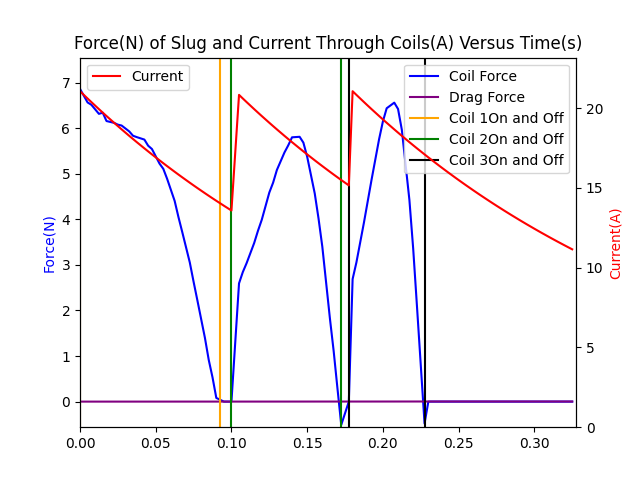 Force(N) of Slug and Current Through Coils(A) Versus Time(s)
Current
Coil Force
Drag Force
Coil 1On and Off
Coil 2On and Off
Coil 3On and Off
Force(N)
7
6
5
4
3
2
1
0
20
15
10
5
0
Current(A)
0.00 0.05 0.10 0.15 0.20 0.25 0.30